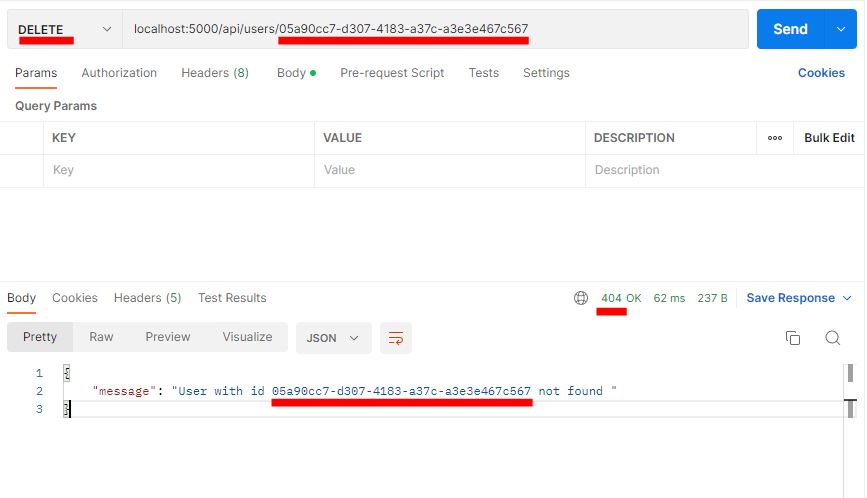 DELETE localhost:5000/api/users/05a90cc7-d307-4183-a37c-a3e3e467c567 Send
Params Authorization Headers (8) Body Pre-request Script Tests Settings Cookies
Query Params
KEY VALUE DESCRIPTION ooo Bulk Edit
Key Value Description
Body Cookies Headers (5) Test Results 404 OK 62 ms 237 B Save Response
Pretty Raw Preview Visualize JSON
1 {
2 "message": "User with id 05a90cc7-d307-4183-a37c-a3e3e467c567 not found "
3 }